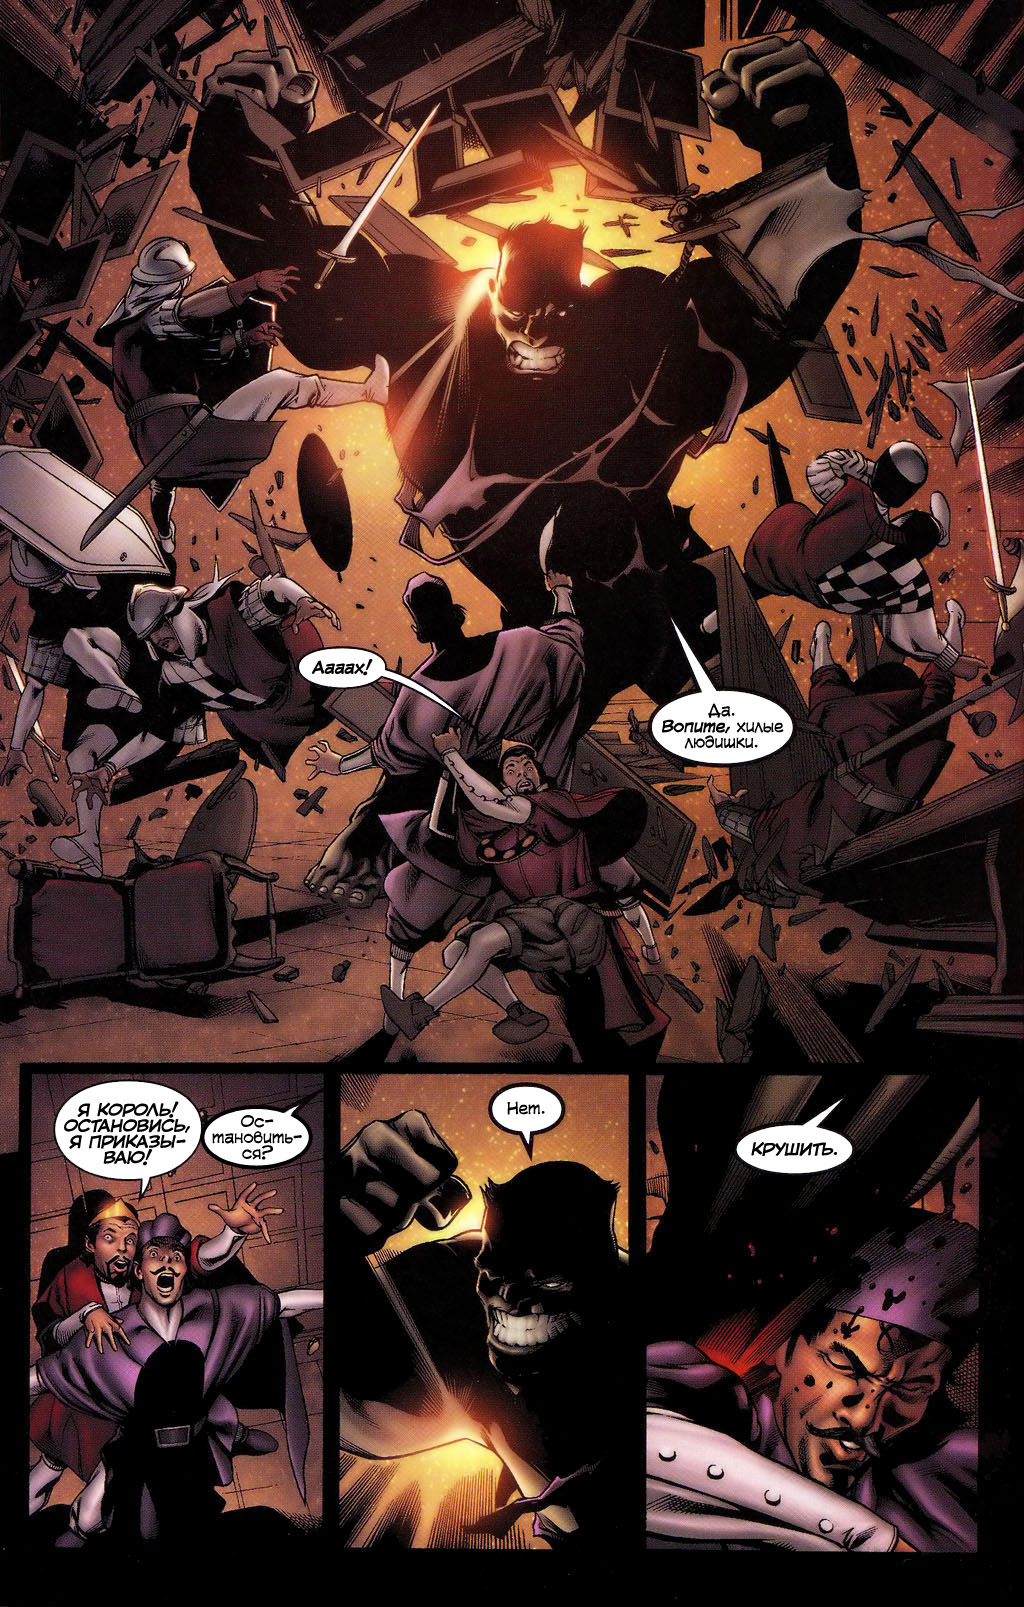 Аааах!
Да.
Вопите, хилые
людишки.
Я КОРОЛЬ!
ОСТАНОВИСЬ,
Я ПРИКАЗЫ-
ВАЮ!
Ос-
тановить-
ся?
Нет.
КРУШИТЬ.